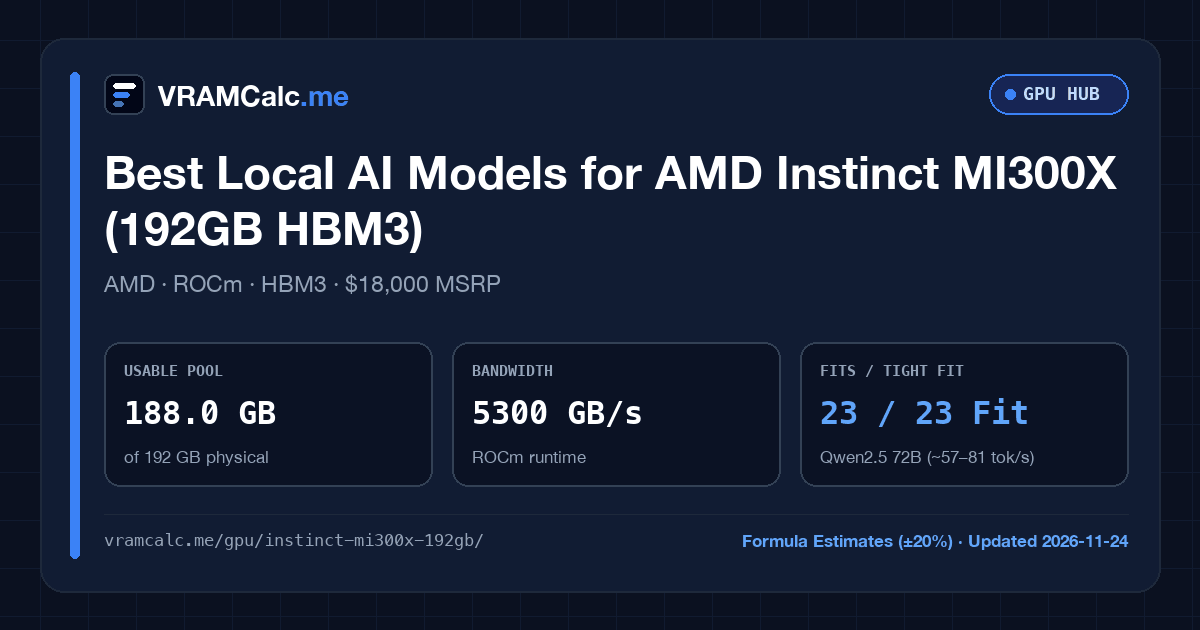 VRAMCalc.me
GPU HUB
Best Local AI Models for AMD Instinct MI300X
(192GB HBM3)
AMD · ROCm · HBM3 · $18,000 MSRP
USABLE POOL
188.0 GB
of 192 GB physical
BANDWIDTH
5300 GB/s
ROCm runtime
FITS / TIGHT FIT
23 / 23 Fit
Qwen2.5 72B (~57–81 tok/s)
vramcalc.me/gpu/instinct-mi300x-192gb/
Formula Estimates (±20%) · Updated 2026-11-24